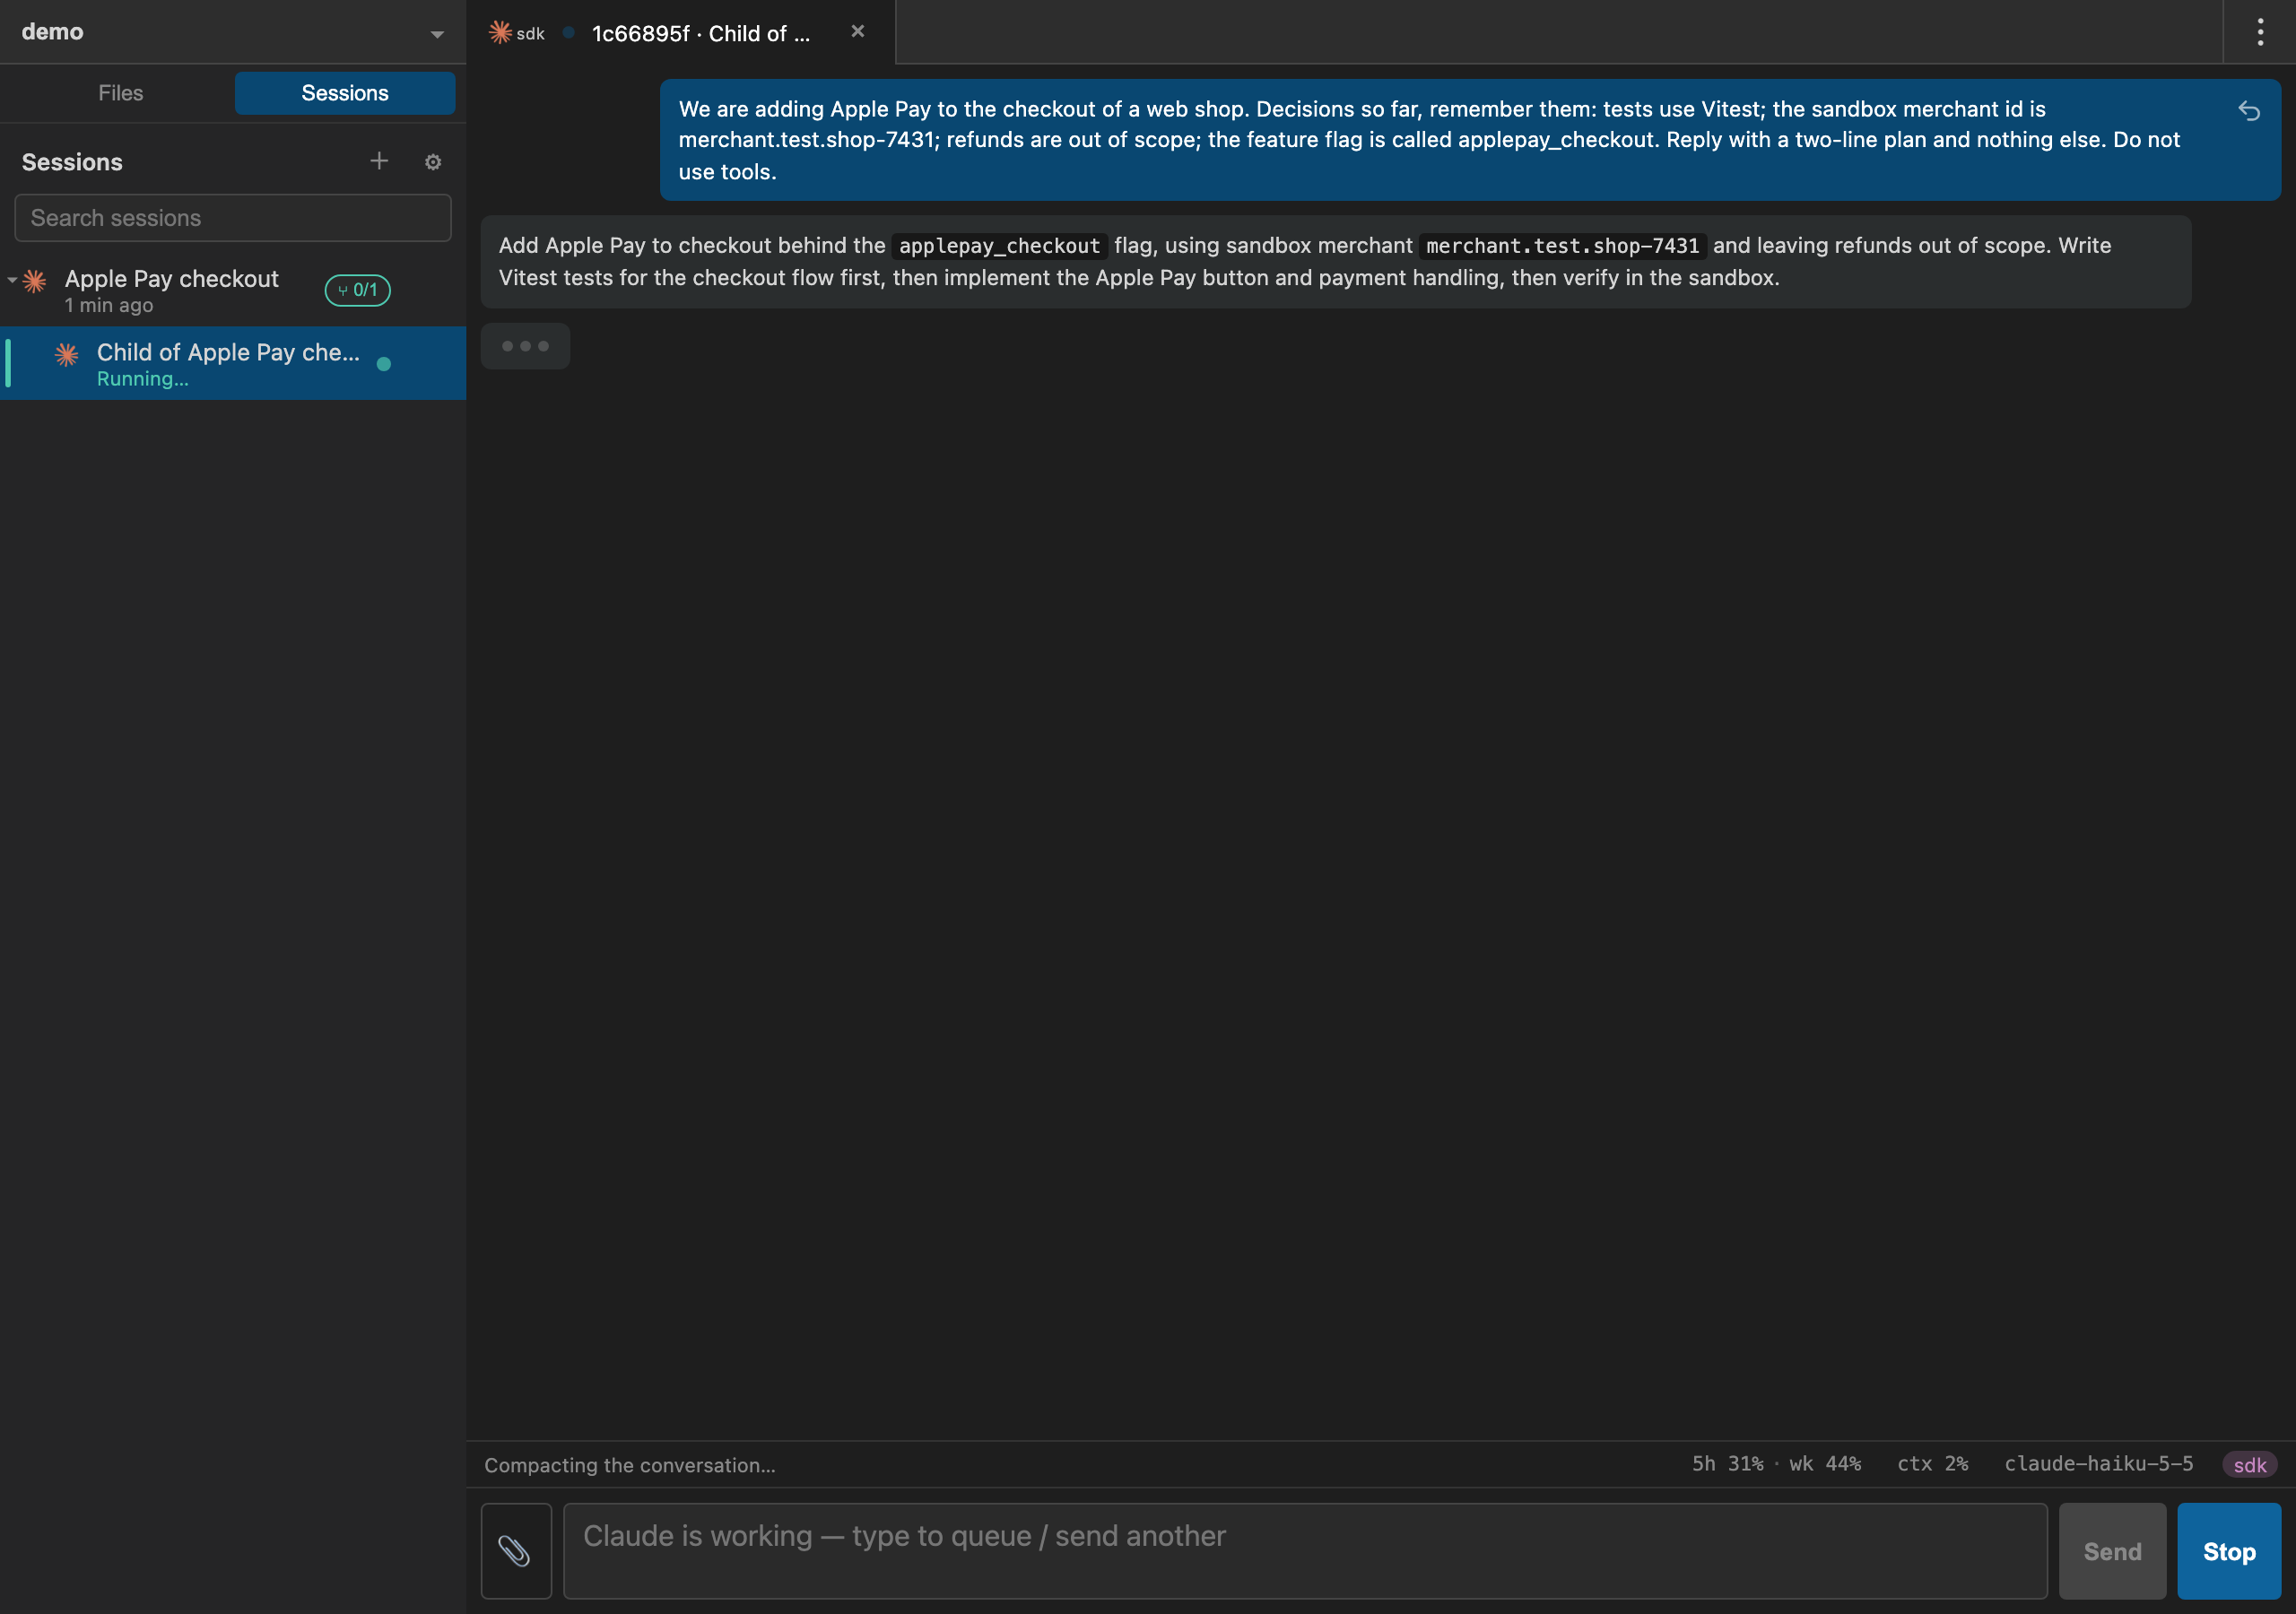 demo
Files
Sessions
Sessions
Search sessions
Apple Pay checkout
1 min ago
0/1
Child of Apple Pay che...
Running...
sdk
1c66895f · Child of ...
We are adding Apple Pay to the checkout of a web shop. Decisions so far, remember them: tests use Vitest; the sandbox merchant id is
merchant.test.shop-7431; refunds are out of scope; the feature flag is called applepay_checkout. Reply with a two-line plan and nothing else. Do not
use tools.
Add Apple Pay to checkout behind the applepay_checkout flag, using sandbox merchant merchant.test.shop-7431 and leaving refunds out of scope. Write
Vitest tests for the checkout flow first, then implement the Apple Pay button and payment handling, then verify in the sandbox.
Compacting the conversation...
5h 31% · wk 44% ctx 2% claude-haiku-5-5 sdk
Claude is working — type to queue / send another
Send
Stop